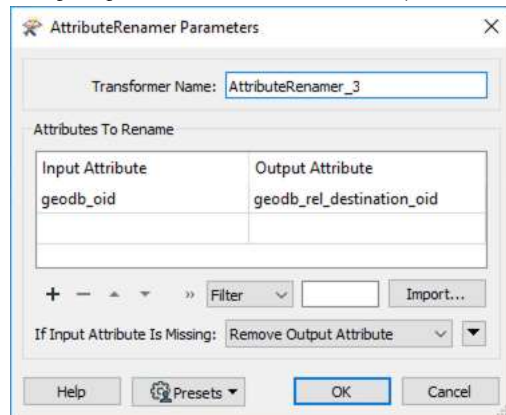 AttributeRenamer Parameters
Transformer Name: AttributeRenamer_3
Attributes To Rename
Input Attribute Output Attribute
geodb_oid geodb_rel_destination_oid
Filter Import...
If Input Attribute Is Missing: Remove Output Attribute
Help Presets OK Cancel